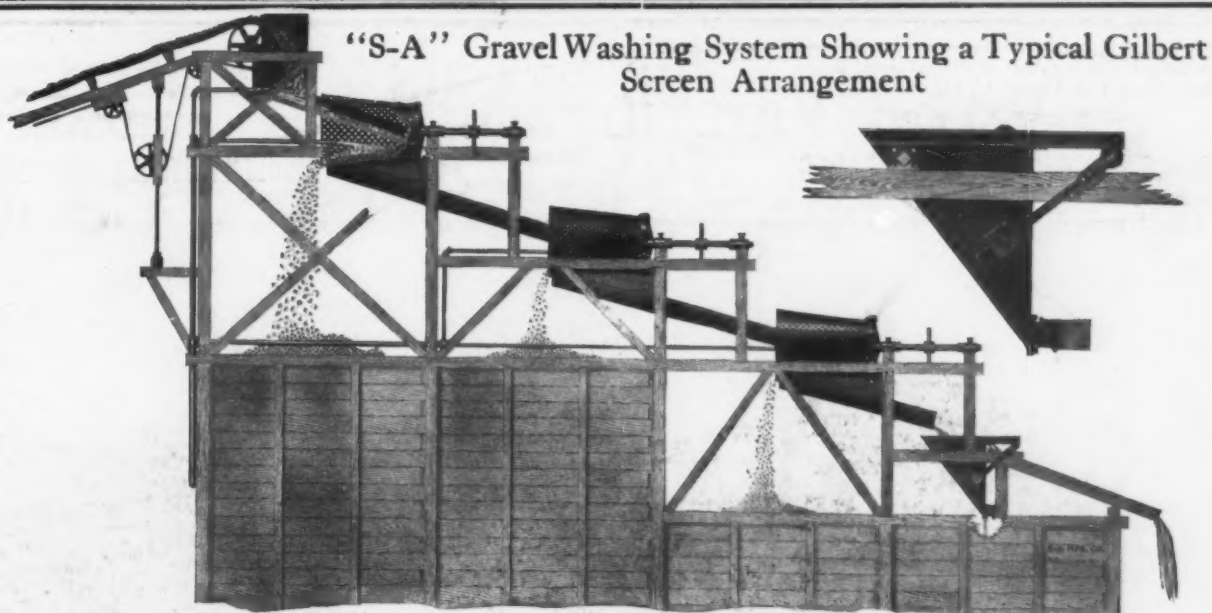 "S-A" Gravel Washing System Showing a Typical Gilbert
Screen Arrangement